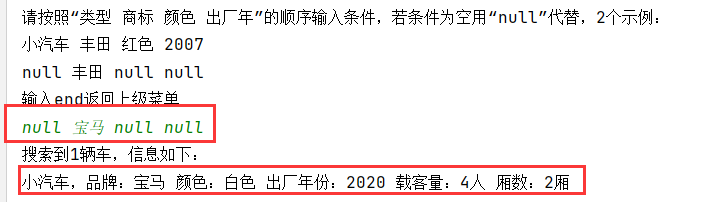 请按照“类型 商标 颜色 出厂年”的顺序输入条件，若条件为空用“null”代替，2个示例：
小汽车 丰田 红色 2007
null 丰田 null null
输入end返回上级菜单
null 宝马 null null
搜索到1辆车，信息如下：
小汽车，品牌：宝马 颜色：白色 出厂年份：2020 载客量：4人 厢数：2厢